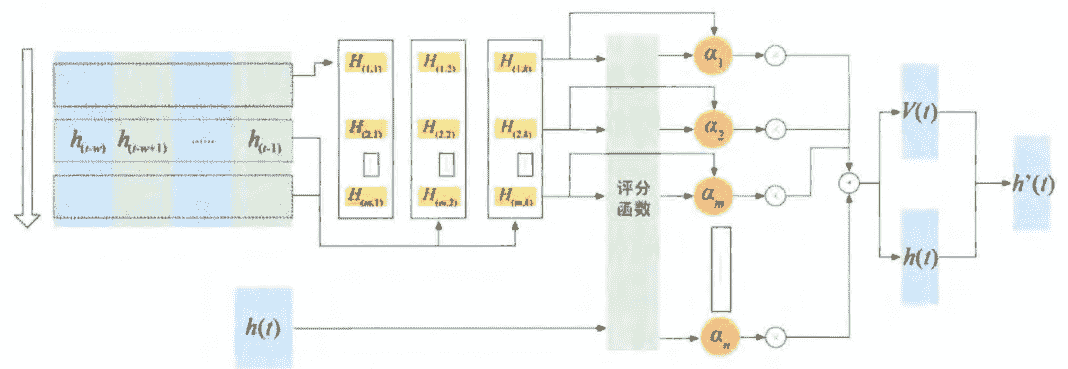 h(t-w) h(t-w+1) ...... h(t-1)
H(1,1) H(1,2) H(1,k)
H(2,1) H(2,2) H(2,k)
H(m,1) H(m,2) H(m,k)
h(t)
评分
函数
α1
α2
αm
αn
V(t)
h(t)
h'(t)